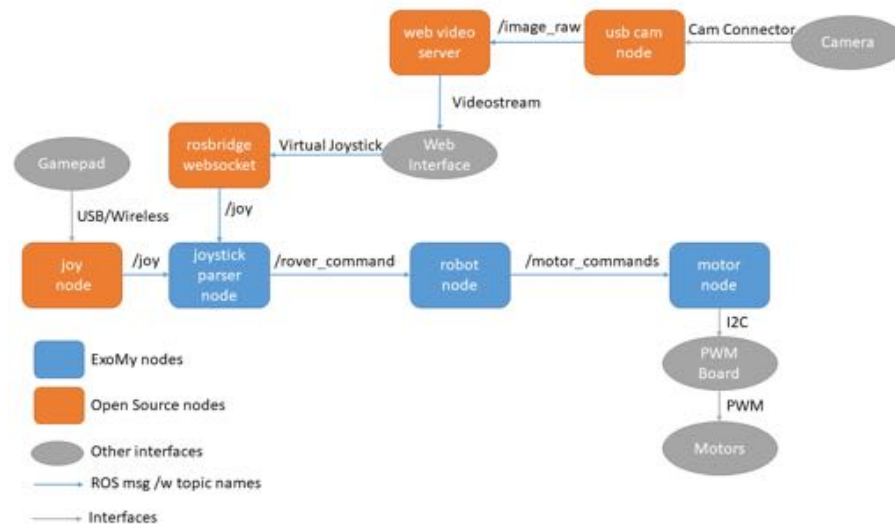 web video
server
/image_raw
usb cam
node
Cam Connector
Camera
Videostream
rosbridge
websocket
Virtual Joystick
Web
Interface
Gamepad
USB/Wireless
/joy
joy
node
/joy
joystick
parser
node
/rover_command
robot
node
/motor_commands
motor
node
I2C
PWM
Board
PWM
Motors
ExoMy nodes
Open Source nodes
Other interfaces
ROS msg /w topic names
Interfaces